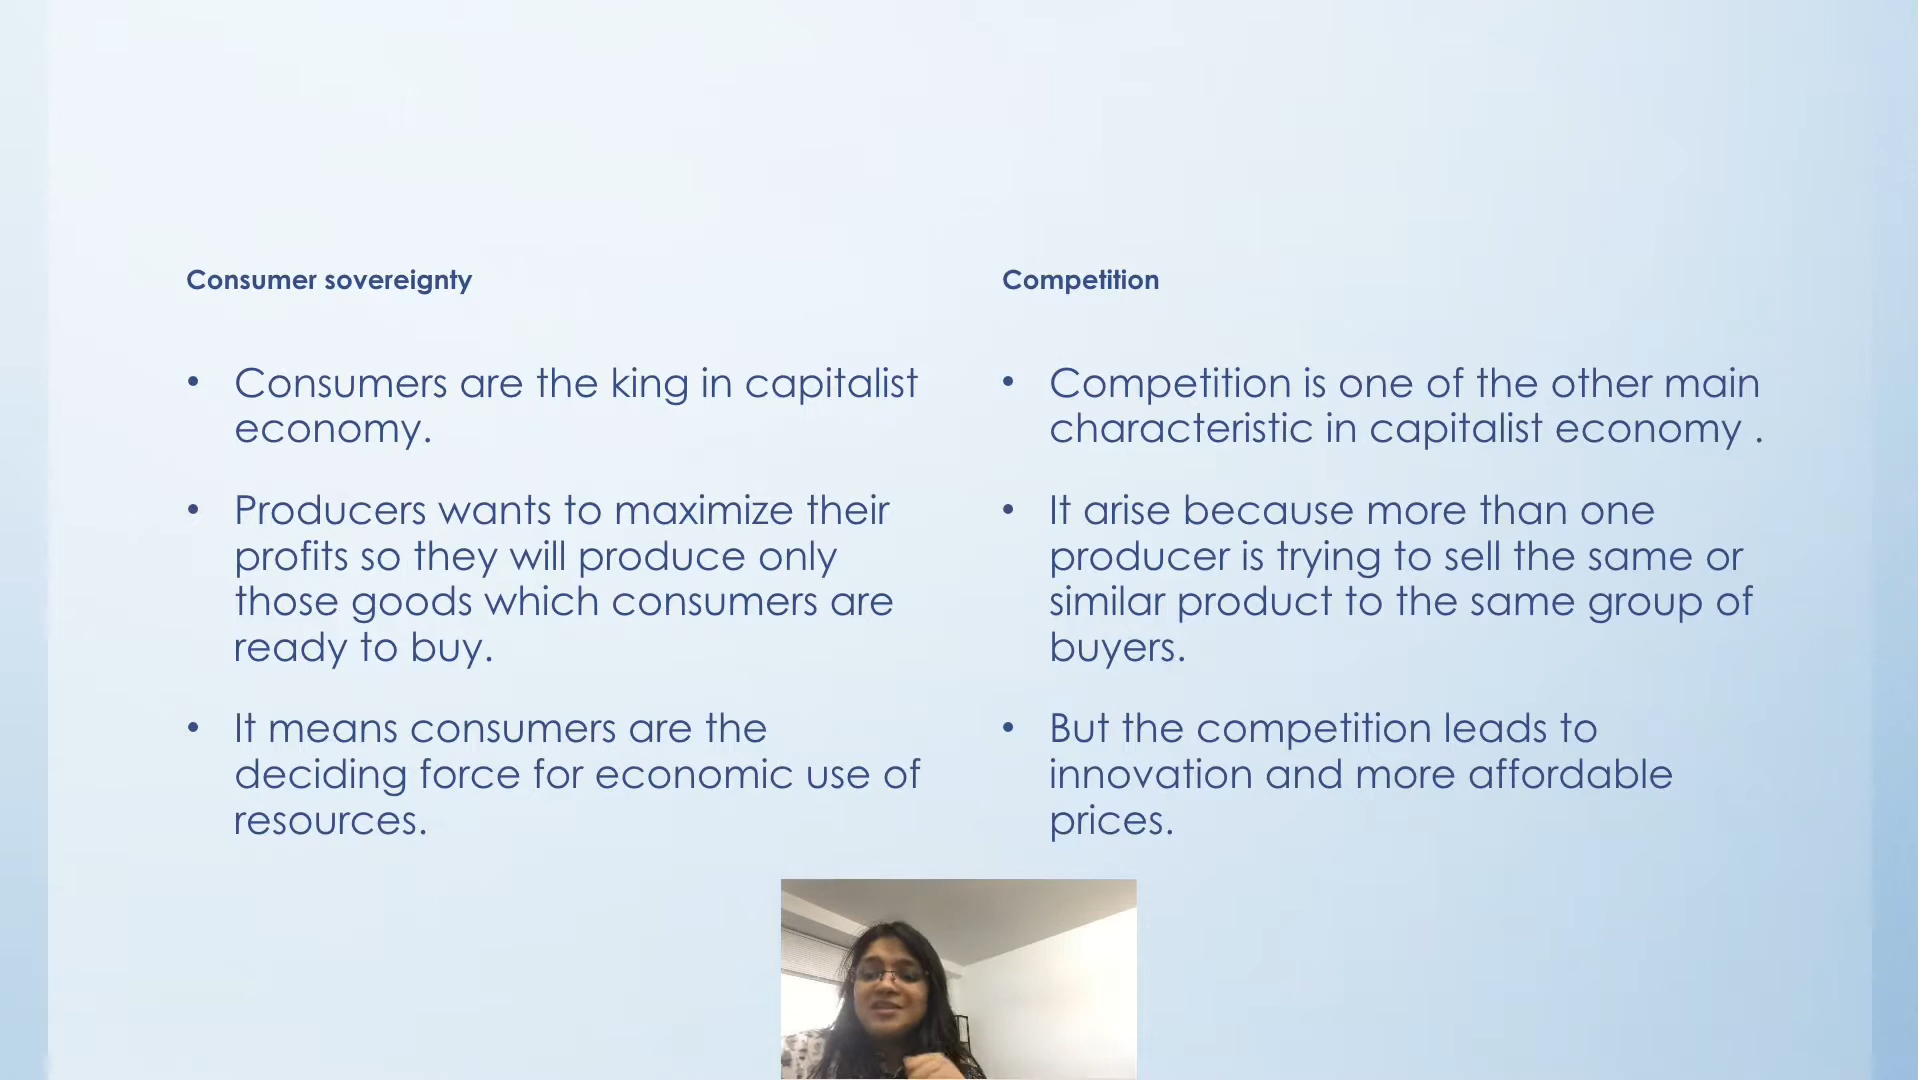 Consumer sovereignty
• Consumers are the king in capitalist
economy.
• Producers wants to maximize their
profits so they will produce only
those goods which consumers are
ready to buy.
• It means consumers are the
deciding force for economic use of
resources.
Competition
• Competition is one of the other main
characteristic in capitalist economy .
• It arise because more than one
producer is trying to sell the same or
similar product to the same group of
buyers.
• But the competition leads to
innovation and more affordable
prices.